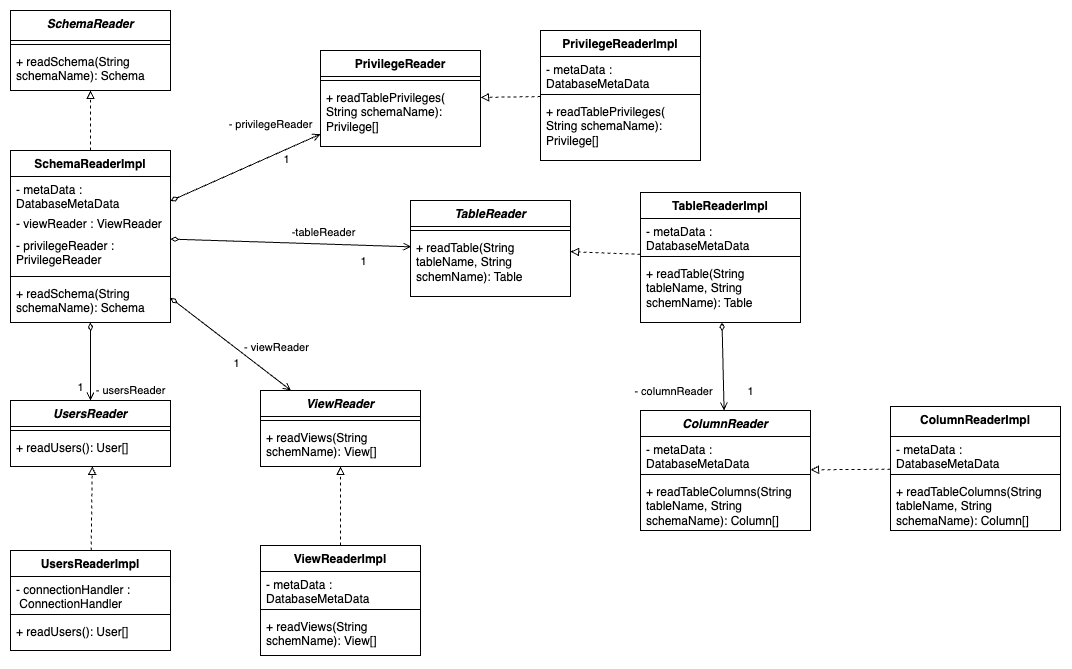 SchemaReader
+ readSchema(String
schemaName): Schema
PrivilegeReader
+ readTablePrivileges(
String schemaName):
Privilege[]
PrivilegeReaderImpl
- metaData :
DatabaseMetaData
+ readTablePrivileges(
String schemaName):
Privilege[]
- privilegeReader
1
SchemaReaderImpl
- metaData :
DatabaseMetaData
- viewReader : ViewReader
- privilegeReader :
PrivilegeReader
+ readSchema(String
schemaName): Schema
-tableReader
1
TableReader
+ readTable(String
tableName, String
schemName): Table
TableReaderImpl
- metaData :
DatabaseMetaData
+ readTable(String
tableName, String
schemName): Table
- viewReader
1
1
- usersReader
- columnReader
1
UsersReader
+ readUsers(): User[]
ViewReader
+ readViews(String
schemName): View[]
ColumnReader
- metaData :
DatabaseMetaData
+ readTableColumns(String
tableName, String
schemaName): Column[]
ColumnReaderImpl
- metaData :
DatabaseMetaData
+ readTableColumns(String
tableName, String
schemaName): Column[]
UsersReaderImpl
- connectionHandler :
ConnectionHandler
+ readUsers(): User[]
ViewReaderImpl
- metaData :
DatabaseMetaData
+ readViews(String
schemName): View[]